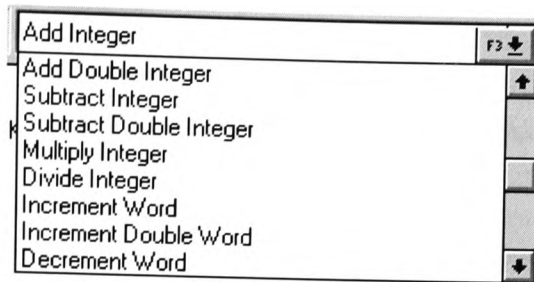 Add Integer
F3
Add Double Integer
Subtract Integer
Subtract Double Integer
Multiply Integer
Divide Integer
Increment Word
Increment Double Word
Decrement Word